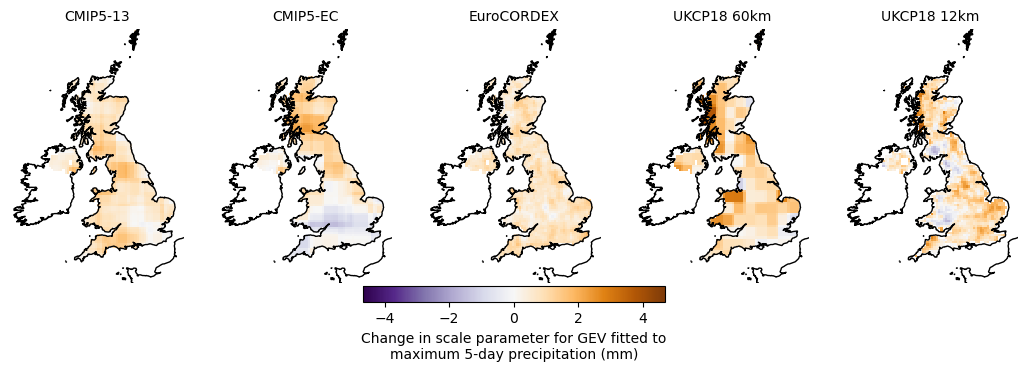 CMIP5-13 CMIP5-EC EuroCORDEX UKCP18 60km UKCP18 12km
−4 −2 0 2 4
Change in scale parameter for GEV fitted to
maximum 5-day precipitation (mm)